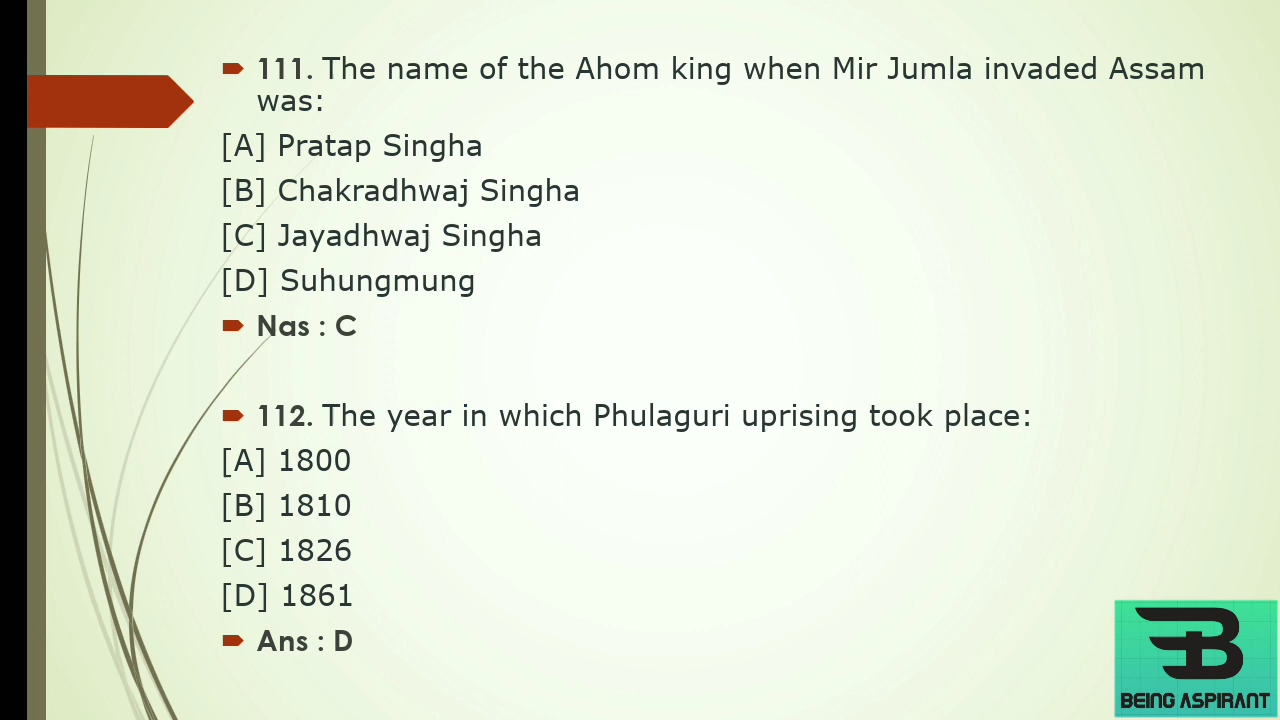 111. The name of the Ahom king when Mir Jumla invaded Assam
was:
[A] Pratap Singha
[B] Chakradhwaj Singha
[C] Jayadhwaj Singha
[D] Suhungmung
Nas : C
112. The year in which Phulaguri uprising took place:
[A] 1800
[B] 1810
[C] 1826
[D] 1861
Ans : D
B
BEING ASPIRANT